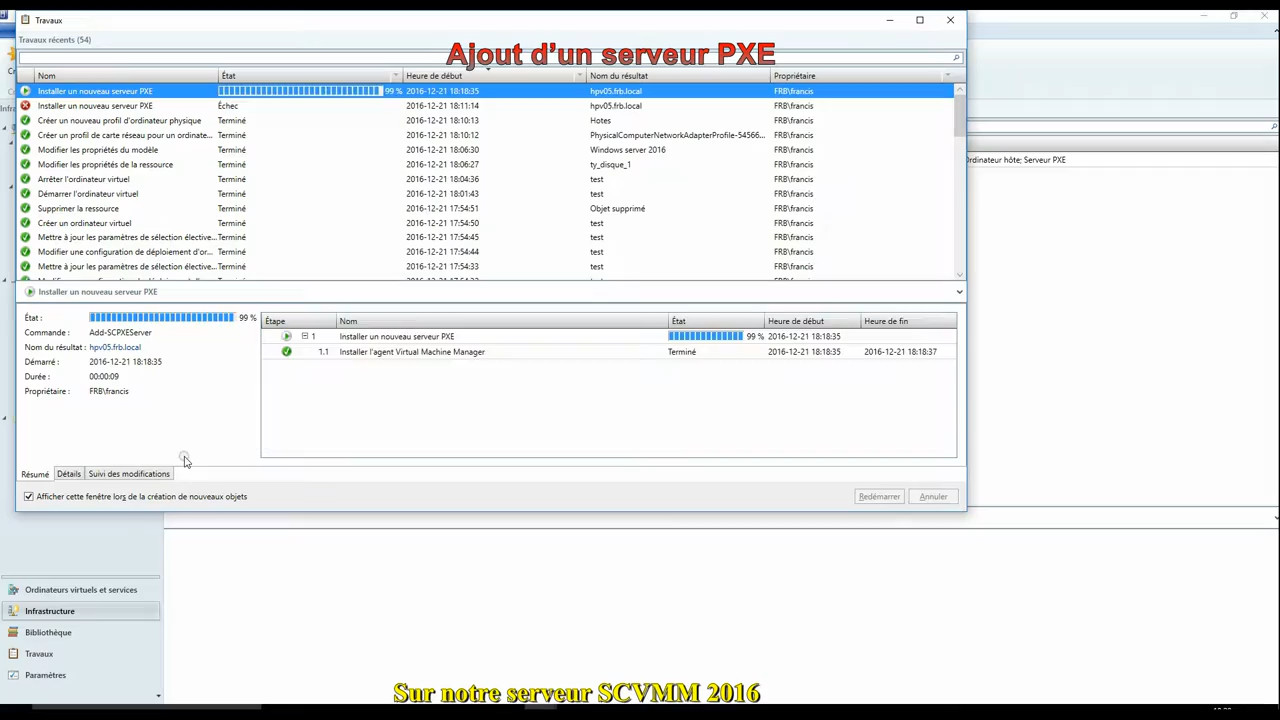 Travaux
Travaux récents (54)
Ajout d'un serveur PXE
Nom État Heure de début Nom du résultat Propriétaire
Installer un nouveau serveur PXE 99 % 2016-12-21 18:18:35 hpv05.frb.local FRB\francis
Installer un nouveau serveur PXE Échec 2016-12-21 18:11:14 hpv05.frb.local FRB\francis
Créer un nouveau profil d'ordinateur physique Terminé 2016-12-21 18:10:13 Hotes FRB\francis
Créer un profil de carte réseau pour un ordinate... Terminé 2016-12-21 18:10:12 PhysicalComputerNetworkAdapterProfile-54566... FRB\francis
Modifier les propriétés du modèle Terminé 2016-12-21 18:06:30 Windows server 2016 FRB\francis
Modifier les propriétés de la ressource Terminé 2016-12-21 18:06:27 ty_disque_1 FRB\francis
Arrêter l'ordinateur virtuel Terminé 2016-12-21 18:04:36 test FRB\francis
Démarrer l'ordinateur virtuel Terminé 2016-12-21 18:01:43 test FRB\francis
Supprimer la ressource Terminé 2016-12-21 17:54:51 Objet supprimé FRB\francis
Créer un ordinateur virtuel Terminé 2016-12-21 17:54:50 test FRB\francis
Mettre à jour les paramètres de sélection élective... Terminé 2016-12-21 17:54:45 test FRB\francis
Modifier une configuration de déploiement d'or... Terminé 2016-12-21 17:54:44 test FRB\francis
Mettre à jour les paramètres de sélection élective... Terminé 2016-12-21 17:54:33 test FRB\francis
Ordinateur hôte; Serveur PXE
Installer un nouveau serveur PXE
État : 99 %
Commande : Add-SCPXEServer
Nom du résultat : hpv05.frb.local
Démarré : 2016-12-21 18:18:35
Durée : 00:00:09
Propriétaire : FRB\francis
Étape Nom État Heure de début Heure de fin
1 Installer un nouveau serveur PXE 99 % 2016-12-21 18:18:35
1.1 Installer l'agent Virtual Machine Manager Terminé 2016-12-21 18:18:35 2016-12-21 18:18:37
Résumé Détails Suivi des modifications
Afficher cette fenêtre lors de la création de nouveaux objets
Redémarrer Annuler
Ordinateurs virtuels et services
Infrastructure
Bibliothèque
Travaux
Paramètres
Sur notre serveur SCVMM 2016